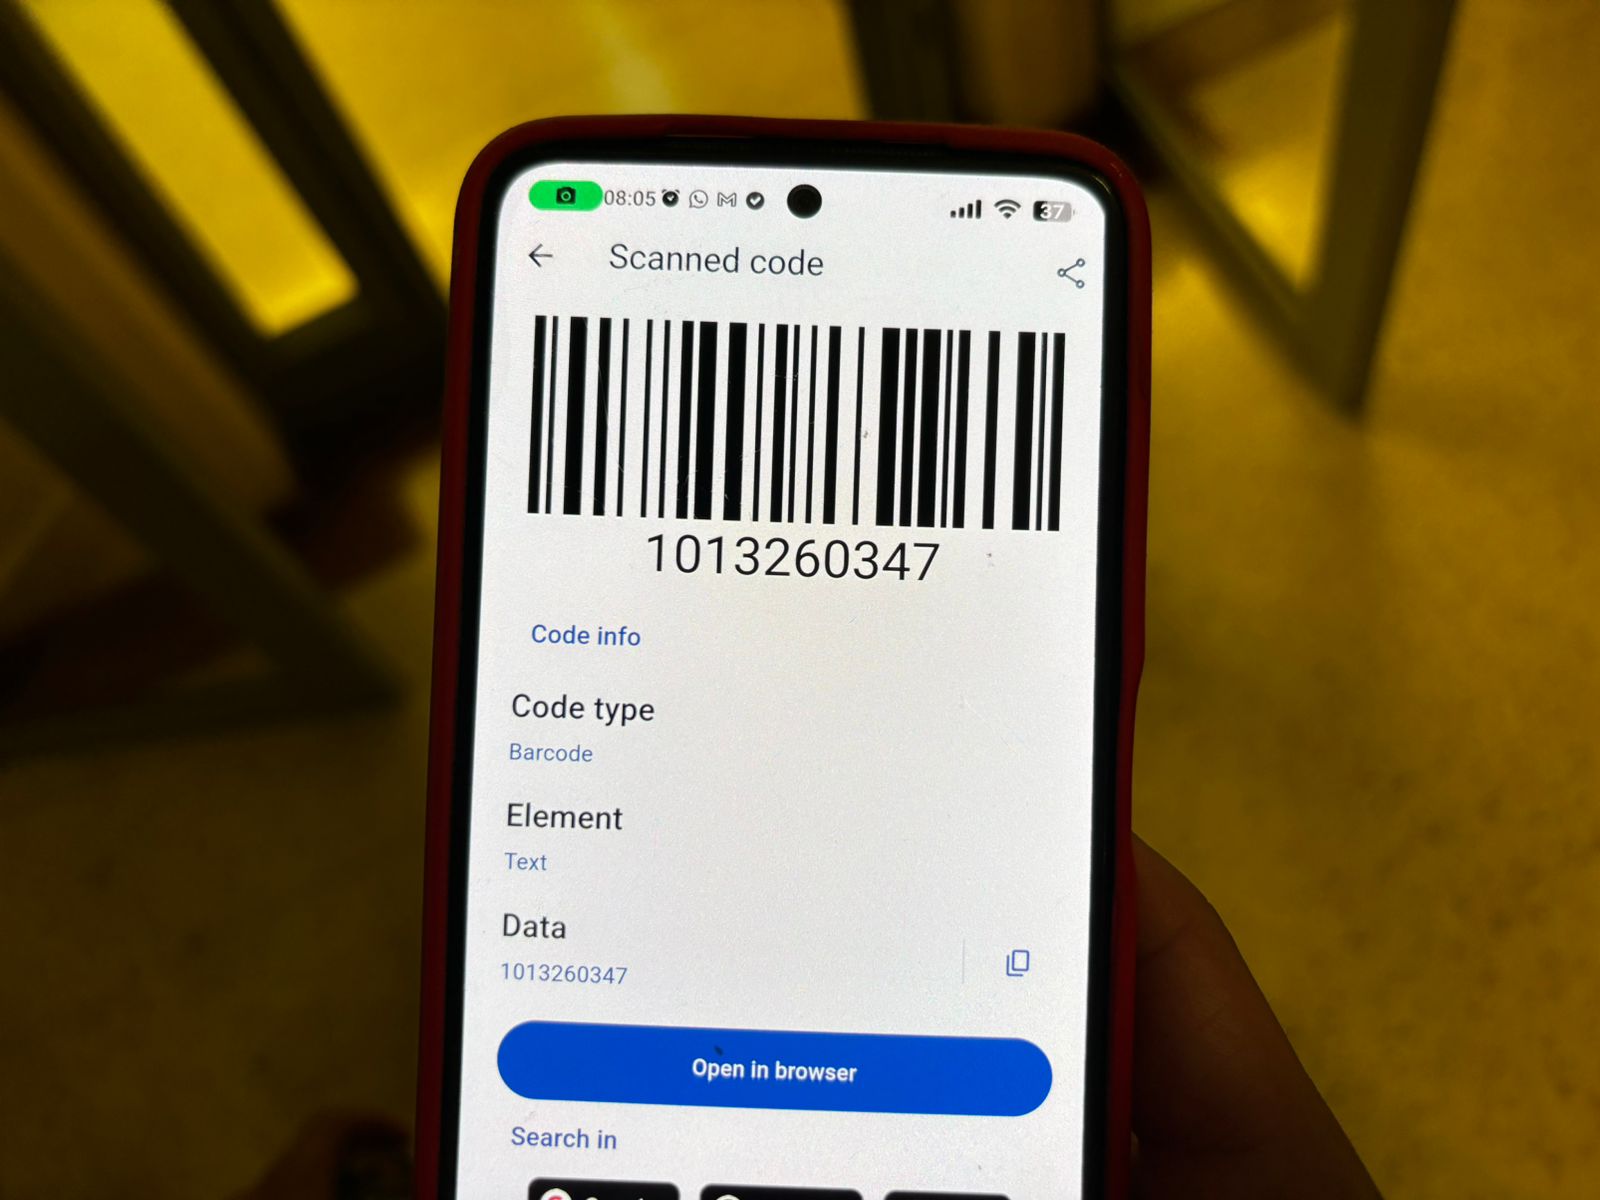 08:05
37
Scanned code
1013260347
Code info
Code type
Barcode
Element
Text
Data
1013260347
Open in browser
Search in